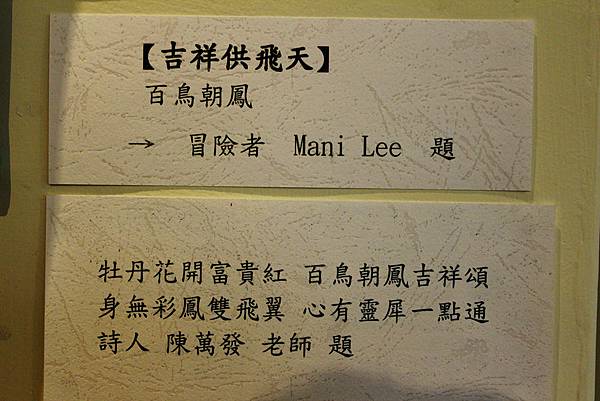 【吉祥供飛天】
百鳥朝鳳
→ 冒險者 Mani Lee 題
牡丹花開富貴紅 百鳥朝鳳吉祥頌
身無彩鳳雙飛翼 心有靈犀一點通
詩人 陳萬發 老師 題